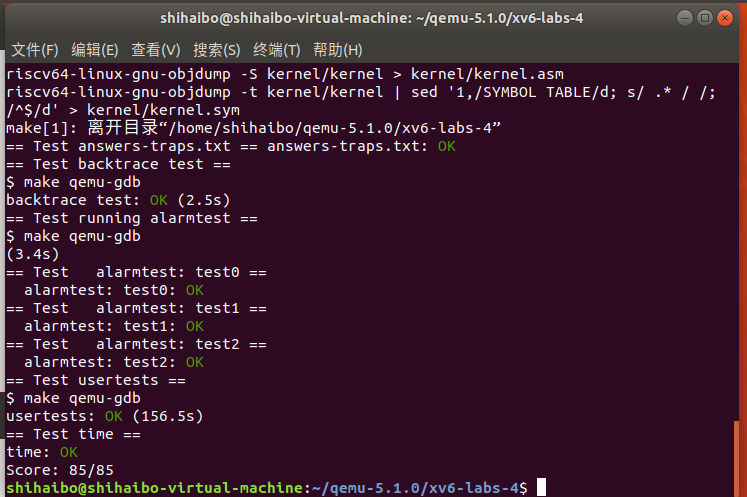 shihaibo@shihaibo-virtual-machine: ~/qemu-5.1.0/xv6-labs-4
文件(F) 编辑(E) 查看(V) 搜索(S) 终端(T) 帮助(H)
riscv64-linux-gnu-objdump -S kernel/kernel > kernel/kernel.asm
riscv64-linux-gnu-objdump -t kernel/kernel | sed '1,/SYMBOL TABLE/d; s/ .* / /;
/^$/d' > kernel/kernel.sym
make[1]: 离开目录“/home/shihaibo/qemu-5.1.0/xv6-labs-4”
== Test answers-traps.txt == answers-traps.txt: OK
== Test backtrace test ==
$ make qemu-gdb
backtrace test: OK (2.5s)
== Test running alarmtest ==
$ make qemu-gdb
(3.4s)
== Test   alarmtest: test0 ==
  alarmtest: test0: OK
== Test   alarmtest: test1 ==
  alarmtest: test1: OK
== Test   alarmtest: test2 ==
  alarmtest: test2: OK
== Test usertests ==
$ make qemu-gdb
usertests: OK (156.5s)
== Test time ==
time: OK
Score: 85/85
shihaibo@shihaibo-virtual-machine:~/qemu-5.1.0/xv6-labs-4$